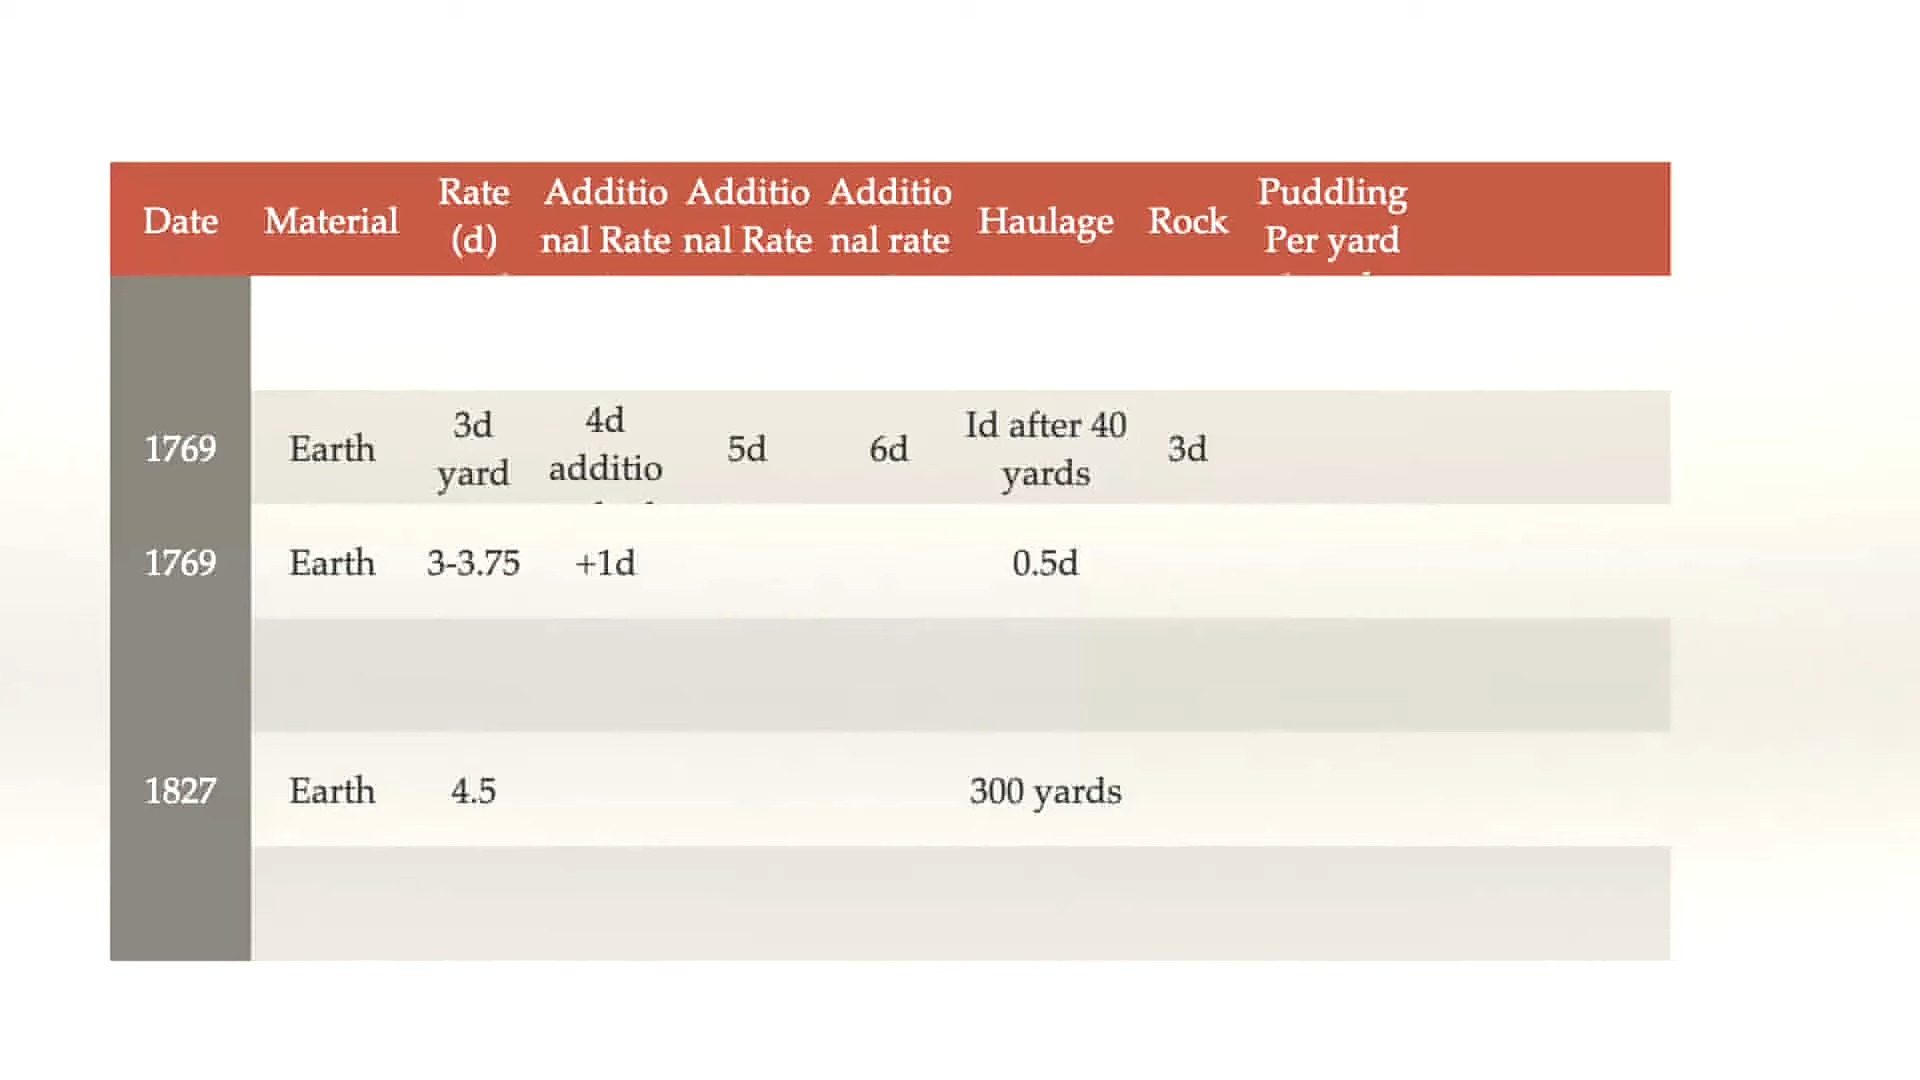 Date Material Rate (d) Additio nal Rate Additio nal Rate Additio nal rate Haulage Rock Puddling Per yard
1769 Earth 3d yard 4d additio 5d 6d Id after 40 yards 3d
1769 Earth 3-3.75 +1d 0.5d
1827 Earth 4.5 300 yards